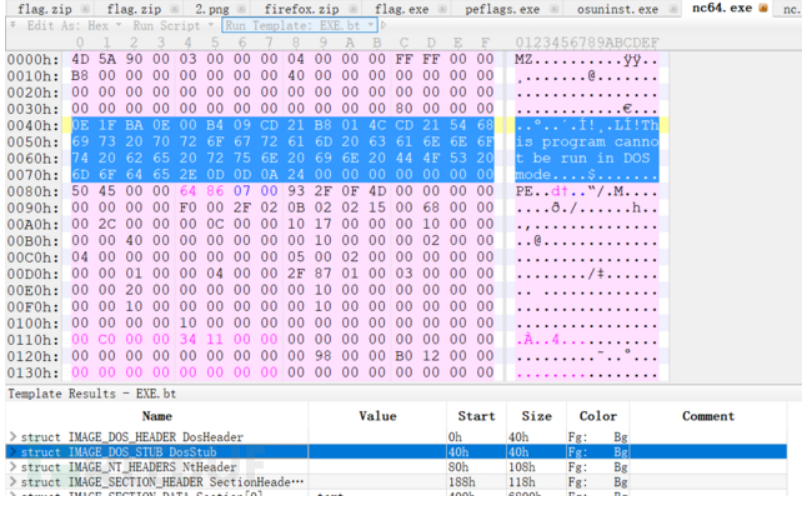 flag.zip flag.zip 2.png firefox.zip flag.exe peflags.exe osuninst.exe nc64.exe nc.
Edit As: Hex Run Script Run Template: EXE.bt
0 1 2 3 4 5 6 7 8 9 A B C D E F 0123456789ABCDEF
0000h: 4D 5A 90 00 03 00 00 00 04 00 00 00 FF FF 00 00 MZ..........ÿÿ..
0010h: B8 00 00 00 00 00 00 00 40 00 00 00 00 00 00 00 ¸.......@.......
0020h: 00 00 00 00 00 00 00 00 00 00 00 00 00 00 00 00 ................
0030h: 00 00 00 00 00 00 00 00 00 00 00 00 80 00 00 00 ............€...
0040h: 0E 1F BA 0E 00 B4 09 CD 21 B8 01 4C CD 21 54 68 ..º..´.Í!¸.LÍ!Th
0050h: 69 73 20 70 72 6F 67 72 61 6D 20 63 61 6E 6E 6F is program canno
0060h: 74 20 62 65 20 72 75 6E 20 69 6E 20 44 4F 53 20 t be run in DOS
0070h: 6D 6F 64 65 2E 0D 0D 0A 24 00 00 00 00 00 00 00 mode....$.......
0080h: 50 45 00 00 64 86 07 00 93 2F 0F 4D 00 00 00 00 PE..d†..“/.M....
0090h: 00 00 00 00 F0 00 2F 02 0B 02 02 15 00 68 00 00 ....ð./......h..
00A0h: 00 2C 00 00 00 0C 00 00 10 17 00 00 00 10 00 00 .,..............
00B0h: 00 00 40 00 00 00 00 00 00 10 00 00 00 02 00 00 ..@.............
00C0h: 04 00 00 00 00 00 00 00 05 00 02 00 00 00 00 00 ................
00D0h: 00 00 01 00 00 04 00 00 2F 87 01 00 03 00 00 00 ......../‡......
00E0h: 00 00 20 00 00 00 00 00 00 10 00 00 00 00 00 00 .. .............
00F0h: 00 00 10 00 00 00 00 00 00 10 00 00 00 00 00 00 ................
0100h: 00 00 00 00 10 00 00 00 00 00 00 00 00 00 00 00 ................
0110h: 00 C0 00 00 34 11 00 00 00 00 00 00 00 00 00 00 .À..4...........
0120h: 00 00 00 00 00 00 00 00 00 98 00 00 B0 12 00 00 .........˜..°...
0130h: 00 00 00 00 00 00 00 00 00 00 00 00 00 00 00 00 ................
Template Results - EXE.bt
Name Value Start Size Color Comment
struct IMAGE_DOS_HEADER DosHeader 0h 40h Fg: Bg
struct IMAGE_DOS_STUB DosStub 40h 40h Fg: Bg
struct IMAGE_NT_HEADERS NtHeader 80h 108h Fg: Bg
struct IMAGE_SECTION_HEADER SectionHeade··· 188h 118h Fg: Bg